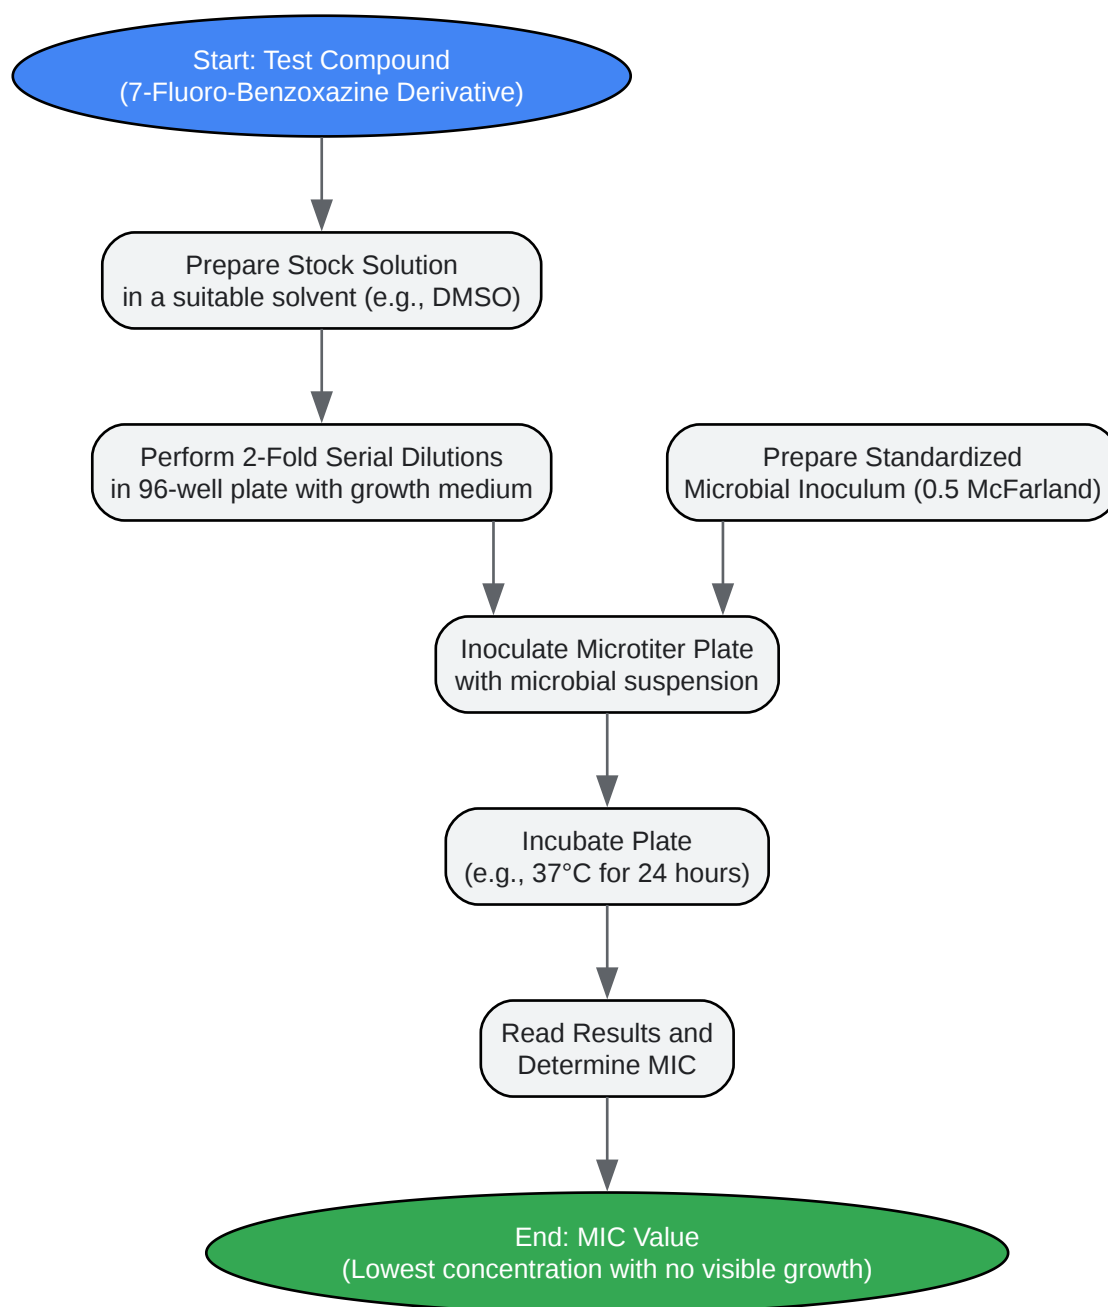 Start: Test Compound
(7-Fluoro-Benzoxazine Derivative)
Prepare Stock Solution
in a suitable solvent (e.g., DMSO)
Perform 2-Fold Serial Dilutions
in 96-well plate with growth medium
Prepare Standardized
Microbial Inoculum (0.5 McFarland)
Inoculate Microtiter Plate
with microbial suspension
Incubate Plate
(e.g., 37°C for 24 hours)
Read Results and
Determine MIC
End: MIC Value
(Lowest concentration with no visible growth)